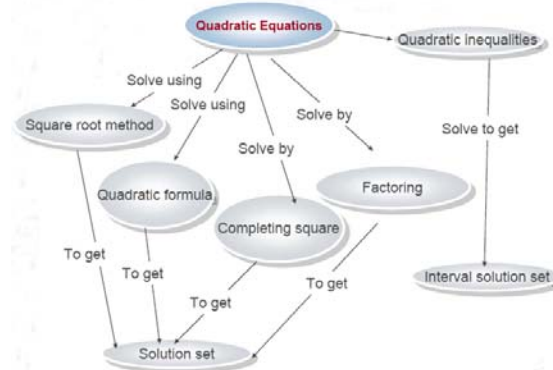 Quadratic Equations
Quadratic inequalities
Solve using
Solve using
Solve by
Solve by
Solve to get
Square root method
Quadratic formula
Completing square
Factoring
To get
To get
To get
To get
Interval solution set
Solution set